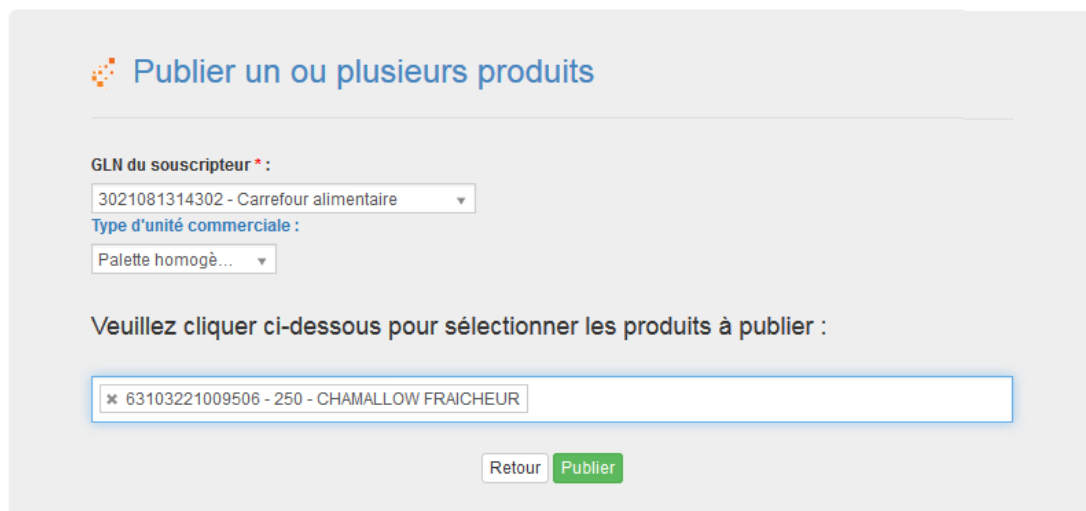 Publier un ou plusieurs produits
GLN du souscripteur * :
3021081314302 - Carrefour alimentaire
Type d'unité commerciale :
Palette homogè...
Veuillez cliquer ci-dessous pour sélectionner les produits à publier :
× 63103221009506 - 250 - CHAMALLOW FRAICHEUR
Retour Publier